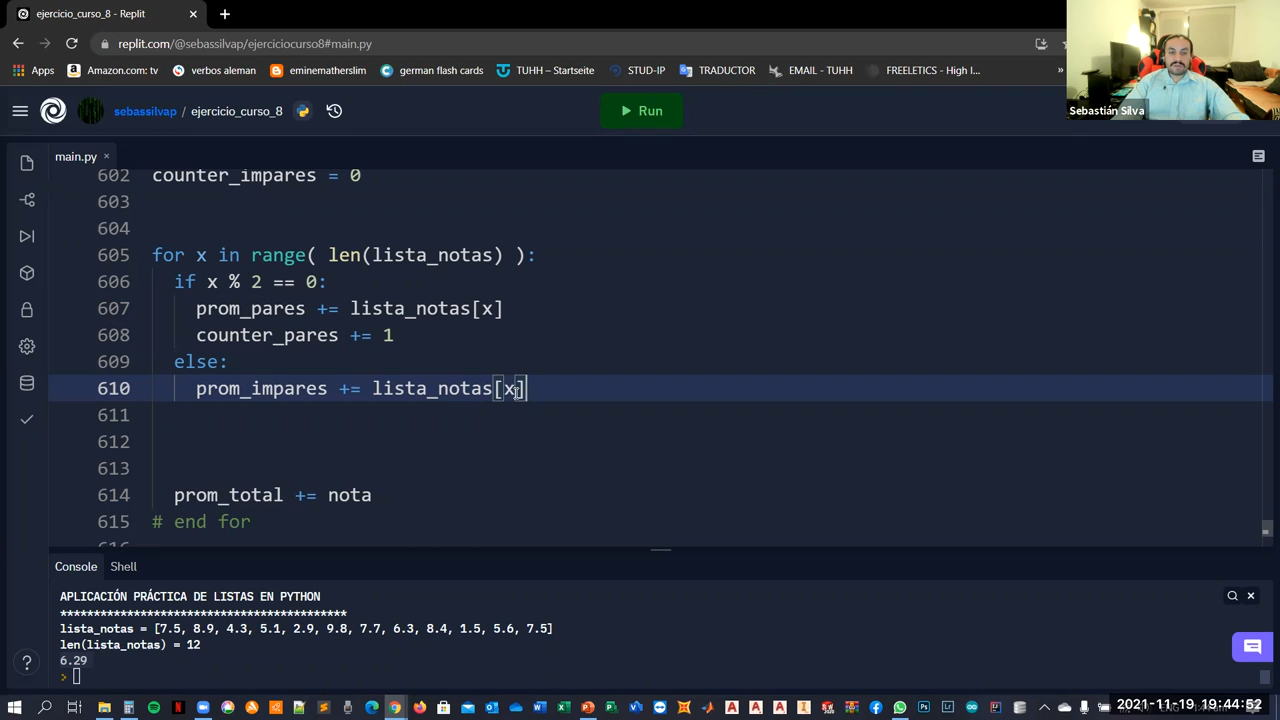 ejercicio_curso_8 - Replit
replit.com/@sebassilvap/ejerciciocurso8#main.py
Apps
Amazon.com: tv
verbos aleman
eminematherslim
german flash
TUHH – Startseite
STUD-IP
TRADUCTOR
EMAIL - TUHH
FREELETICS - High I...
»
Sebastián Silva
sebassilvap / ejercicio_curso_8
Run
main.py
602 counter_impares = 0
603
604
605 for x in range( len(lista_notas) ):
606 if x % 2 == 0:
607 prom_pares += lista_notas[x]
608 counter_pares += 1
609 else:
610 prom_impares += lista_notas[x]
611
612
613
614 prom_total += nota
615 # end for
616
Console Shell
APLICACIÓN PRÁCTICA DE LISTAS EN PYTHON
*******************************************
lista_notas = [7.5, 8.9, 4.3, 5.1, 2.9, 9.8, 7.7, 6.3, 8.4, 1.5, 5.6, 7.5]
len(lista_notas) = 12
6.29
>
2021-11-19 19:44:52